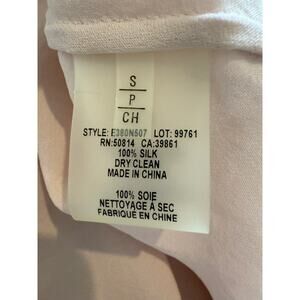 S
P
CH
STYLE: E380N507 LOT: 99761
RN:50814 CA:39861
100% SILK
DRY CLEAN
MADE IN CHINA
100% SOIE
NETTOYAGE À SEC
FABRIQUÉ EN CHINE